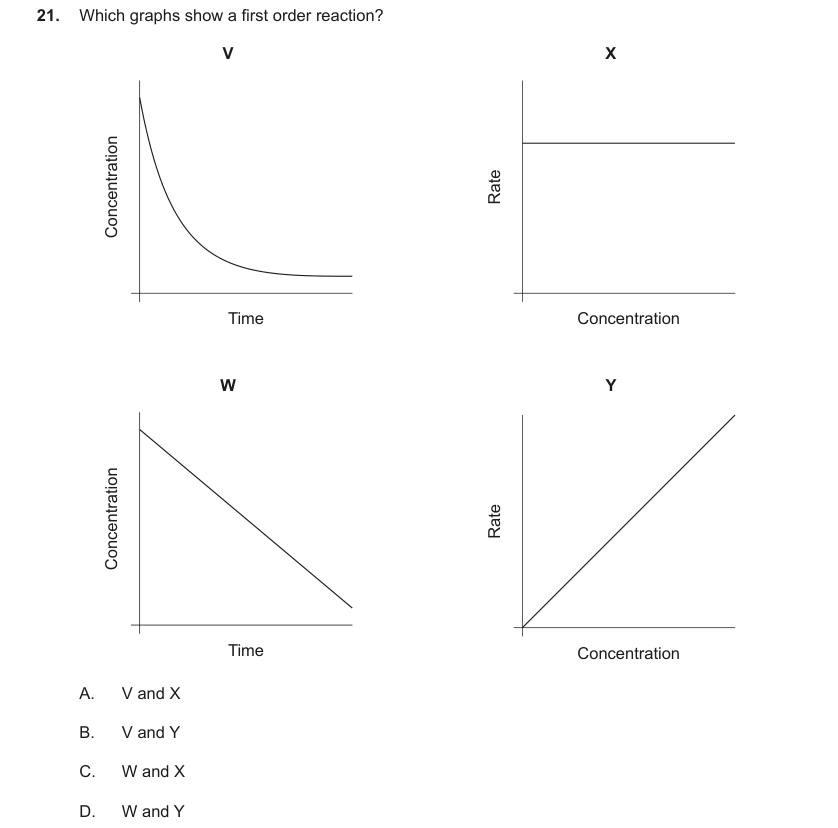 21. Which graphs show a first order reaction?
V
Concentration
Time
X
Rate
Concentration
W
Concentration
Time
Y
Rate
Concentration
A. V and X
B. V and Y
C. W and X
D. W and Y